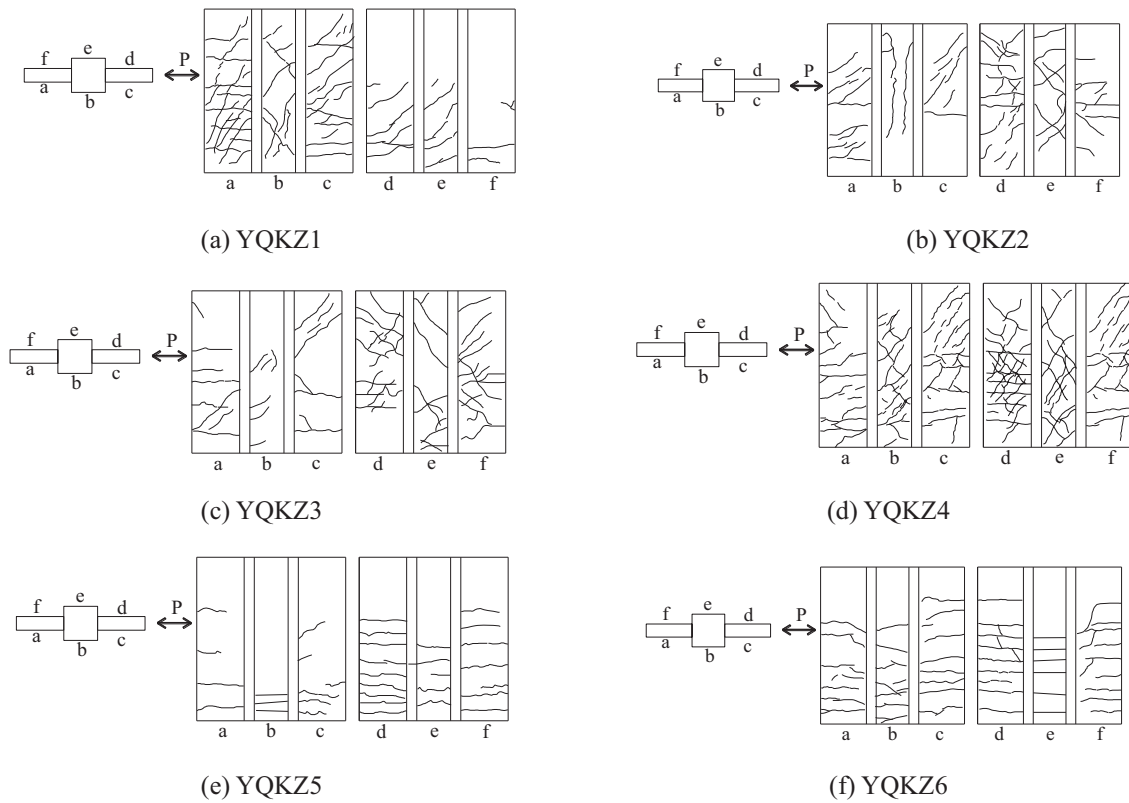 f e d
a b c
P
a b c d e f
(a) YQKZ1
f e d
a b c
P
a b c d e f
(b) YQKZ2
f e d
a b c
P
a b c d e f
(c) YQKZ3
f e d
a b c
P
a b c d e f
(d) YQKZ4
f e d
a b c
P
a b c d e f
(e) YQKZ5
f e d
a b c
P
a b c d e f
(f) YQKZ6